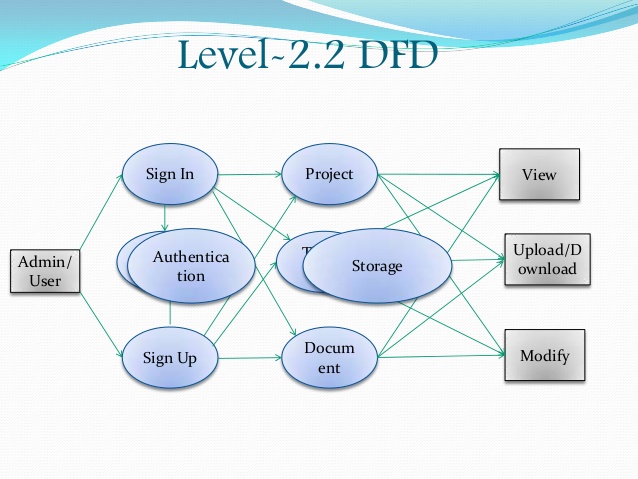 Level-2.2 DFD
Sign In
Project
View
Admin/
User
Authentica
tion
T
Storage
Upload/D
ownload
Sign Up
Docum
ent
Modify